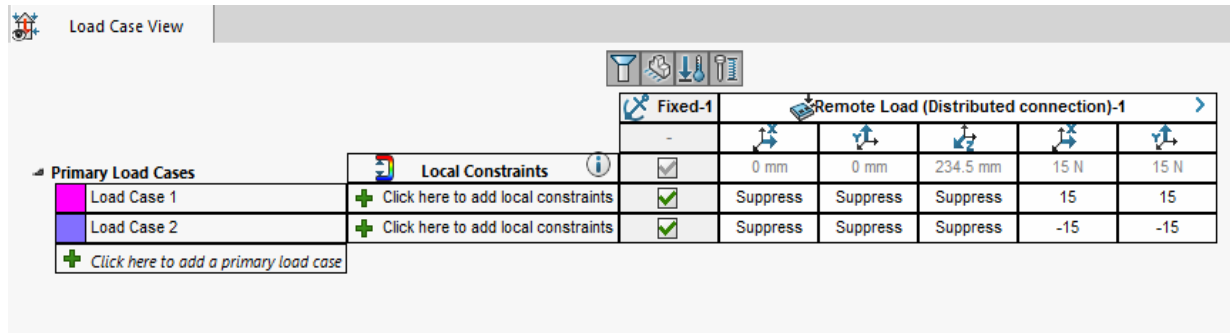 Load Case View
Fixed-1 Remote Load (Distributed connection)-1
- X Y Z X Y
Primary Load Cases Local Constraints 0 mm 0 mm 234.5 mm 15 N 15 N
Load Case 1 Click here to add local constraints Suppress Suppress Suppress 15 15
Load Case 2 Click here to add local constraints Suppress Suppress Suppress -15 -15
Click here to add a primary load case